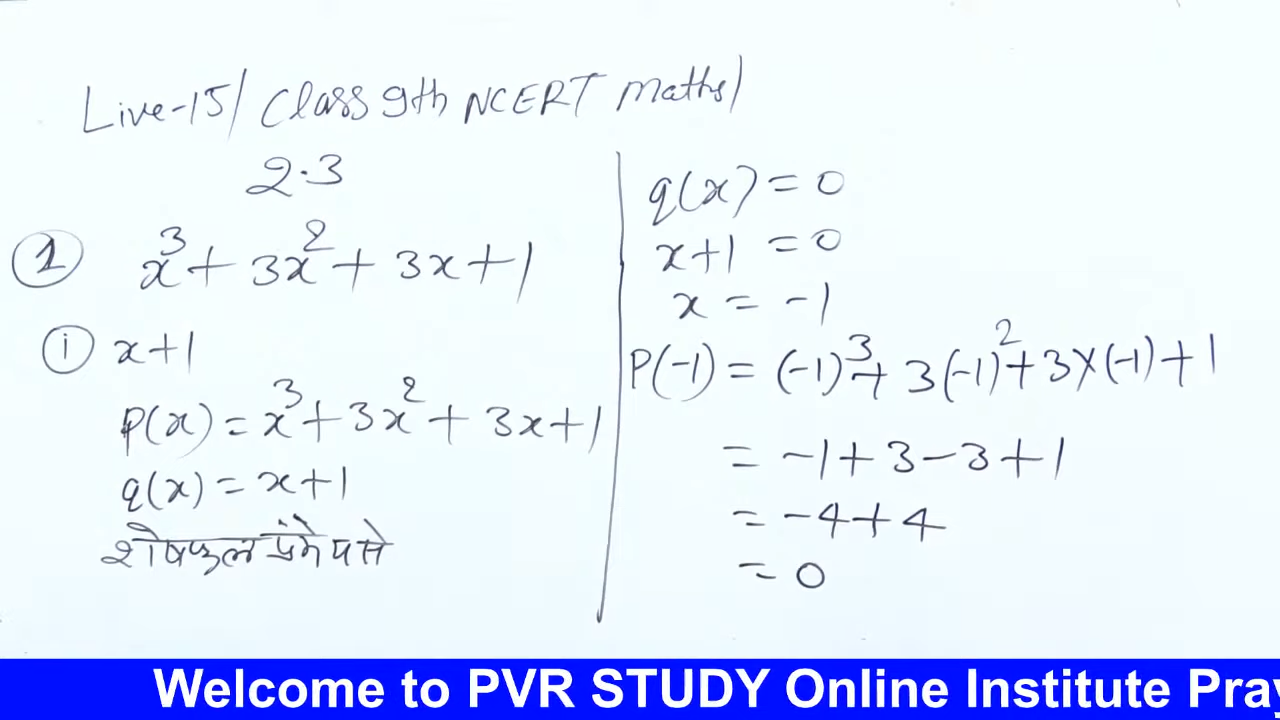 Live-15/ Class 9th NCERT maths/
2.3
① x³ + 3x² + 3x + 1
ⓘ x+1
P(x) = x³ + 3x² + 3x + 1
q(x) = x+1
शेषफल प्रमेय से
q(x) = 0
x+1 = 0
x = -1
P(-1) = (-1)³ + 3(-1)² + 3×(-1) + 1
= -1 + 3 - 3 + 1
= -4 + 4
= 0
Welcome to PVR STUDY Online Institute Pray